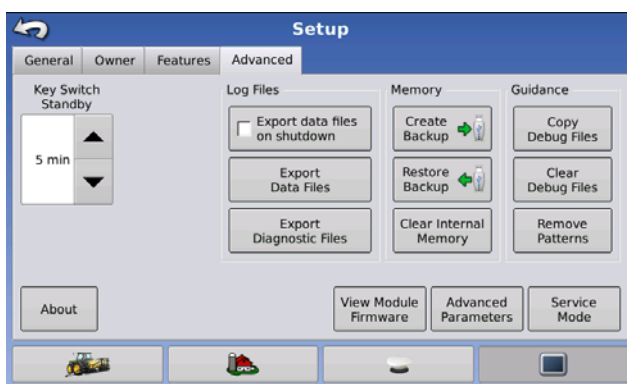 Setup
General
Owner
Features
Advanced
Key Switch
Standby
5 min
Log Files
Export data files
on shutdown
Export
Data Files
Export
Diagnostic Files
Memory
Create
Backup
Restore
Backup
Clear Internal
Memory
Guidance
Copy
Debug Files
Clear
Debug Files
Remove
Patterns
About
View Module
Firmware
Advanced
Parameters
Service
Mode